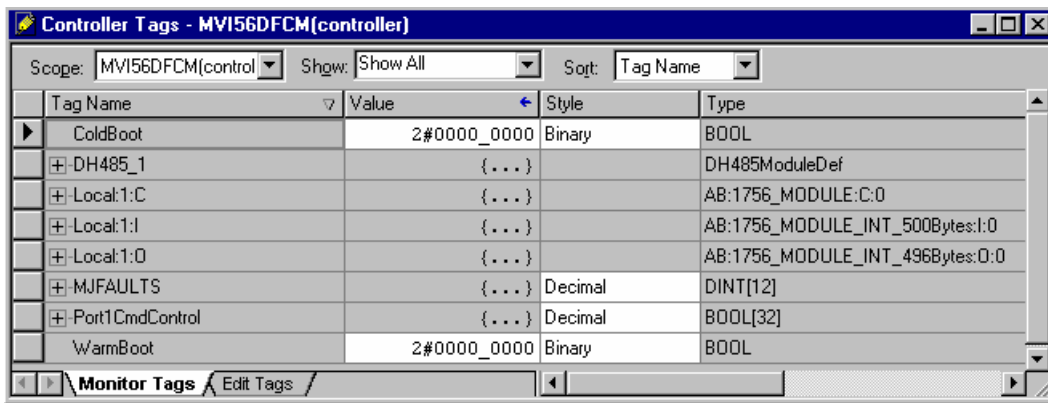 Controller Tags - MVI56DFCM(controller)
Scope: MVI56DFCM(control Show: Show All Sort: Tag Name
Tag Name Value Style Type
ColdBoot 2#0000_0000 Binary BOOL
DH485_1 {...} DH485ModuleDef
Local:1:C {...} AB:1756_MODULE:C:0
Local:1:I {...} AB:1756_MODULE_INT_500Bytes:I:0
Local:1:O {...} AB:1756_MODULE_INT_496Bytes:O:0
MJFAULTS {...} Decimal DINT[12]
Port1CmdControl {...} Decimal BOOL[32]
WarmBoot 2#0000_0000 Binary BOOL
Monitor Tags Edit Tags